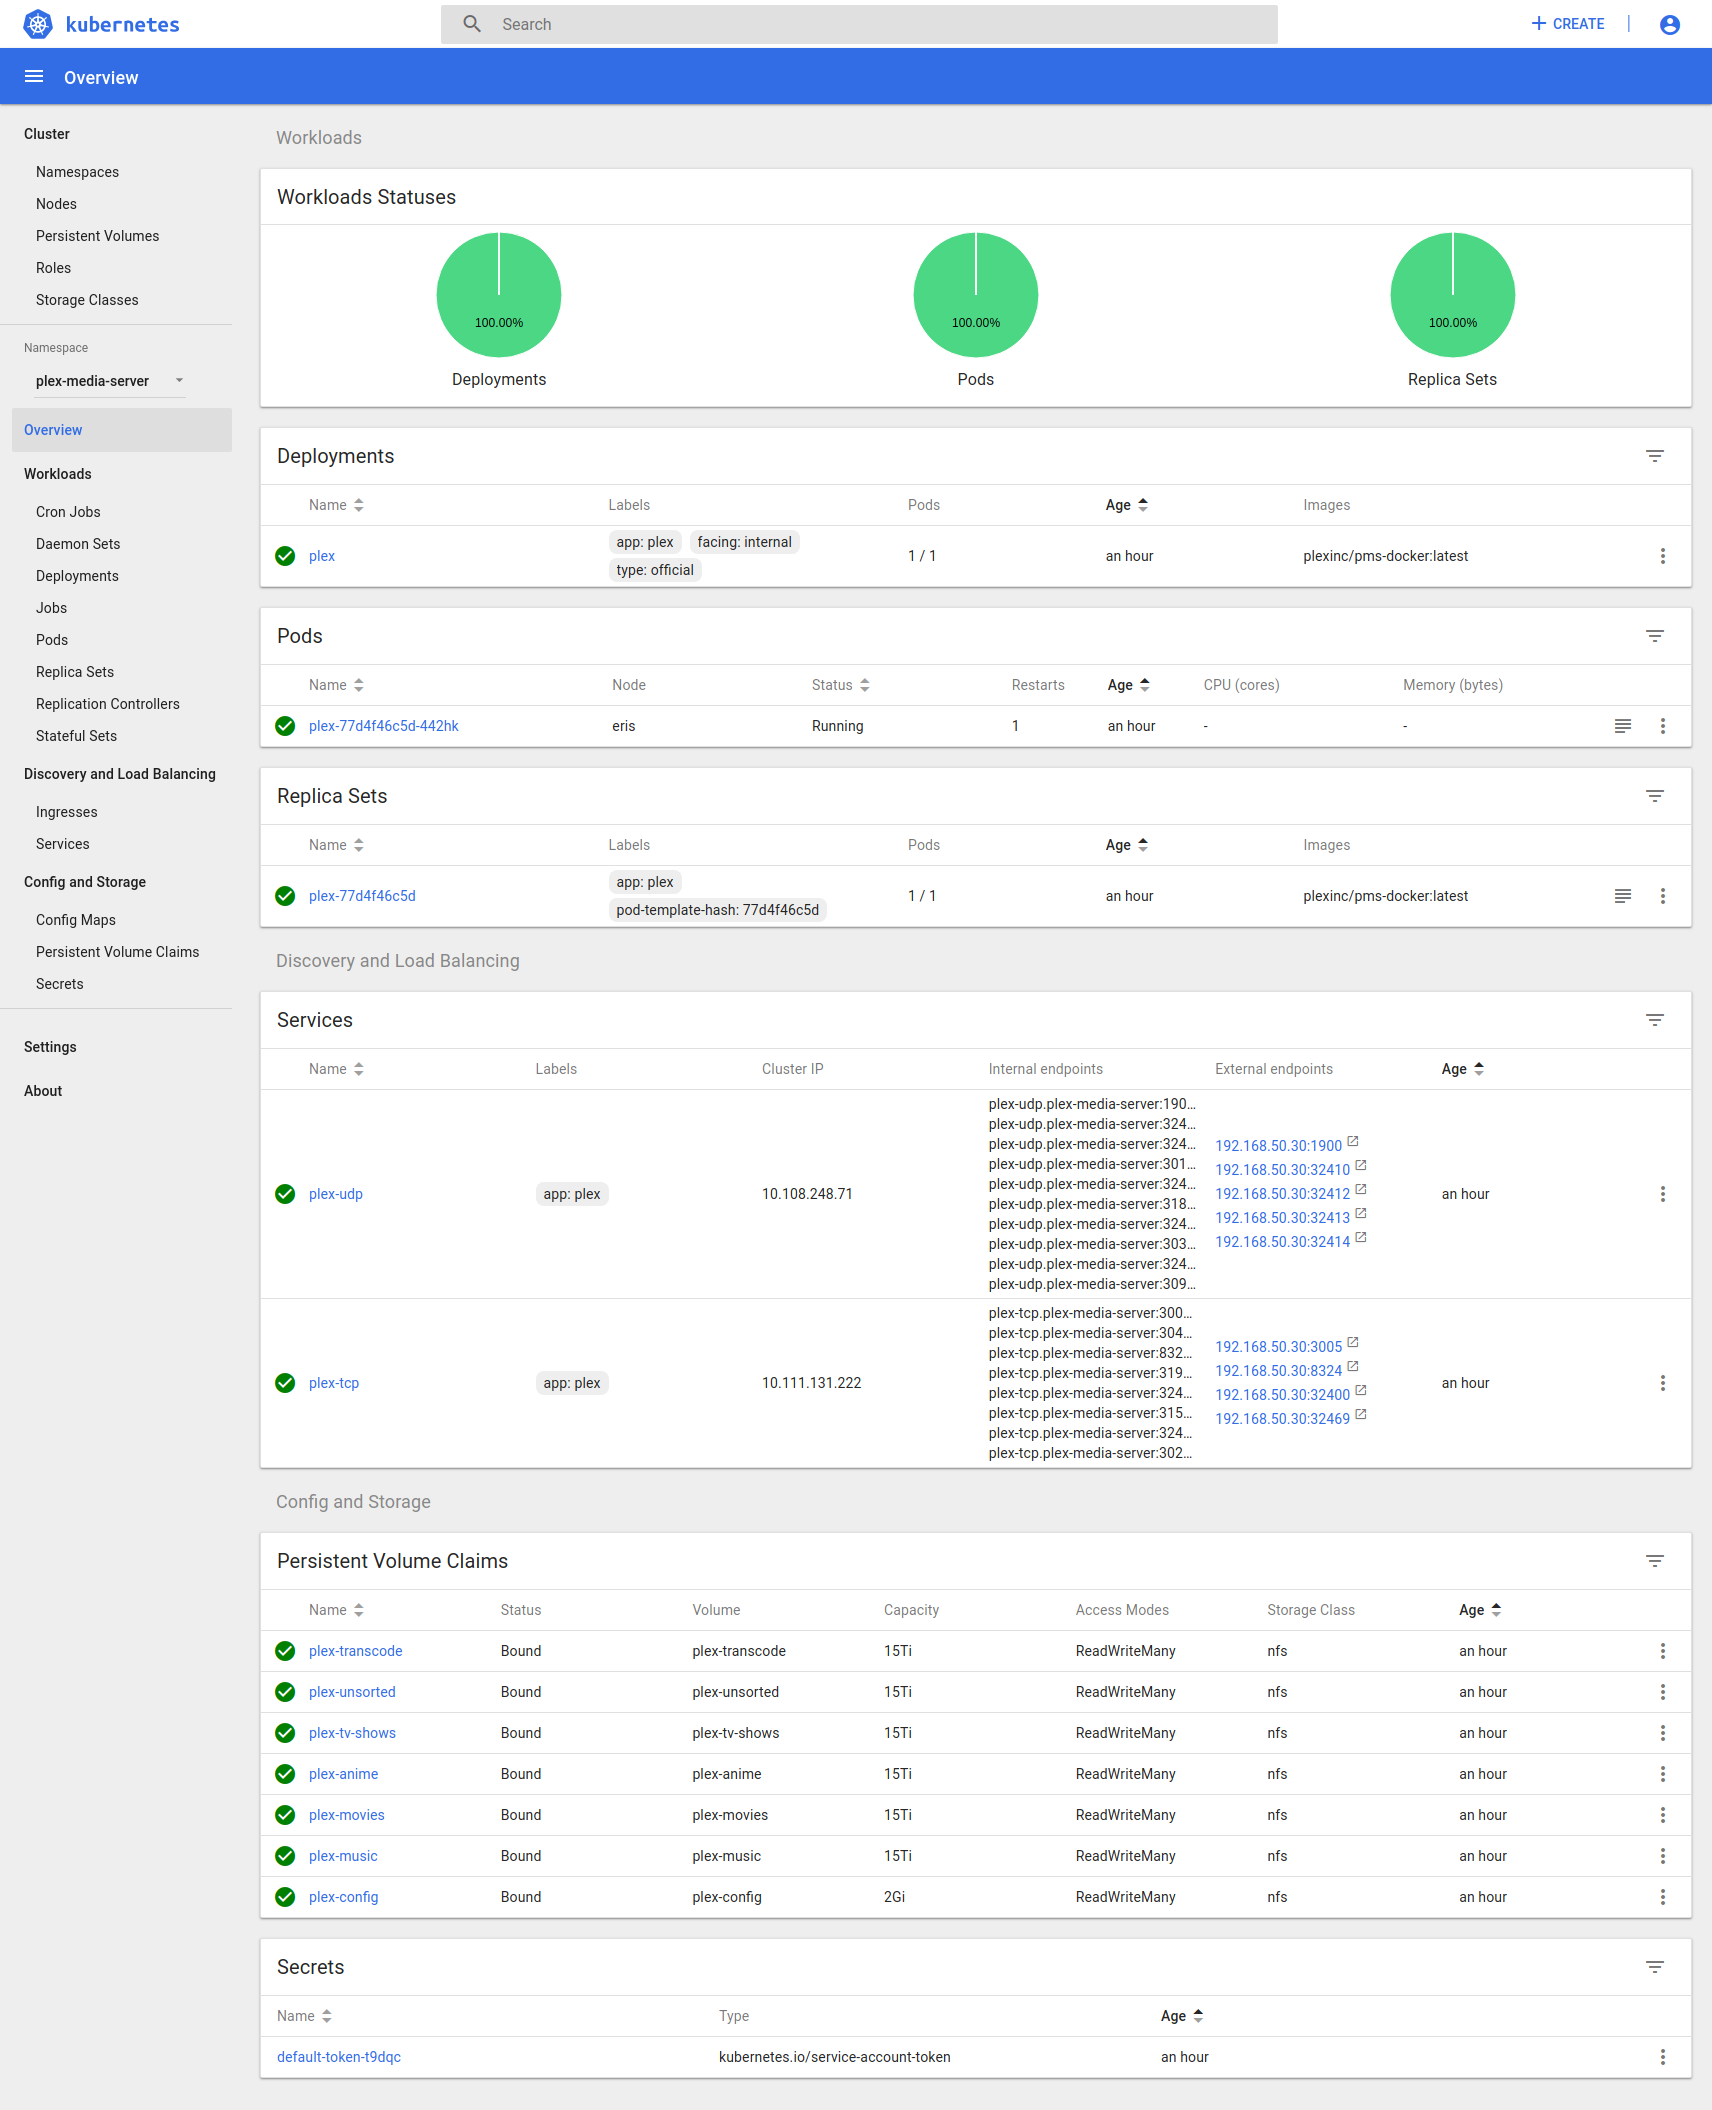 kubernetes
Search
CREATE
Overview
Cluster
Namespaces
Nodes
Persistent Volumes
Roles
Storage Classes
Namespace
plex-media-server
Overview
Workloads
Cron Jobs
Daemon Sets
Deployments
Jobs
Pods
Replica Sets
Replication Controllers
Stateful Sets
Discovery and Load Balancing
Ingresses
Services
Config and Storage
Config Maps
Persistent Volume Claims
Secrets
Settings
About
Workloads
Workloads Statuses
100.00% 100.00% 100.00%
Deployments Pods Replica Sets
Deployments
Name Labels Pods Age Images
plex app: plex facing: internal type: official 1 / 1 an hour plexinc/pms-docker:latest
Pods
Name Node Status Restarts Age CPU (cores) Memory (bytes)
plex-77d4f46c5d-442hk eris Running 1 an hour - -
Replica Sets
Name Labels Pods Age Images
plex-77d4f46c5d app: plex pod-template-hash: 77d4f46c5d 1 / 1 an hour plexinc/pms-docker:latest
Discovery and Load Balancing
Services
Name Labels Cluster IP Internal endpoints External endpoints Age
plex-udp app: plex 10.108.248.71
plex-udp.plex-media-server:190...
plex-udp.plex-media-server:324...
plex-udp.plex-media-server:324...
plex-udp.plex-media-server:301...
plex-udp.plex-media-server:324...
plex-udp.plex-media-server:318...
plex-udp.plex-media-server:324...
plex-udp.plex-media-server:303...
plex-udp.plex-media-server:324...
plex-udp.plex-media-server:309...
192.168.50.30:1900
192.168.50.30:32410
192.168.50.30:32412
192.168.50.30:32413
192.168.50.30:32414
an hour
plex-tcp app: plex 10.111.131.222
plex-tcp.plex-media-server:300...
plex-tcp.plex-media-server:304...
plex-tcp.plex-media-server:832...
plex-tcp.plex-media-server:319...
plex-tcp.plex-media-server:324...
plex-tcp.plex-media-server:315...
plex-tcp.plex-media-server:324...
plex-tcp.plex-media-server:302...
192.168.50.30:3005
192.168.50.30:8324
192.168.50.30:32400
192.168.50.30:32469
an hour
Config and Storage
Persistent Volume Claims
Name Status Volume Capacity Access Modes Storage Class Age
plex-transcode Bound plex-transcode 15Ti ReadWriteMany nfs an hour
plex-unsorted Bound plex-unsorted 15Ti ReadWriteMany nfs an hour
plex-tv-shows Bound plex-tv-shows 15Ti ReadWriteMany nfs an hour
plex-anime Bound plex-anime 15Ti ReadWriteMany nfs an hour
plex-movies Bound plex-movies 15Ti ReadWriteMany nfs an hour
plex-music Bound plex-music 15Ti ReadWriteMany nfs an hour
plex-config Bound plex-config 2Gi ReadWriteMany nfs an hour
Secrets
Name Type Age
default-token-t9dqc kubernetes.io/service-account-token an hour